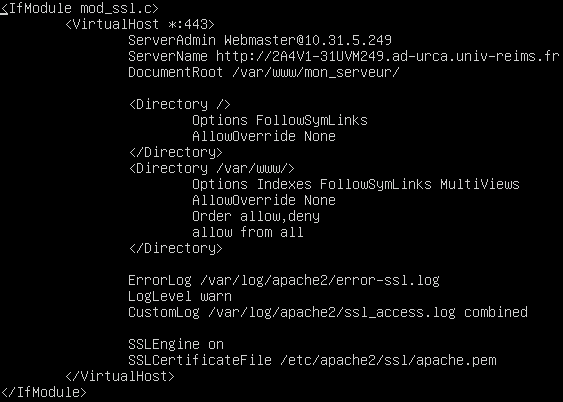 <IfModule mod_ssl.c>
<VirtualHost *:443>
ServerAdmin Webmaster@10.31.5.249
ServerName http://2A4V1-31UVM249.ad-urca.univ-reims.fr
DocumentRoot /var/www/mon_serveur/
<Directory />
Options FollowSymLinks
AllowOverride None
</Directory>
<Directory /var/www/>
Options Indexes FollowSymLinks MultiViews
AllowOverride None
Order allow,deny
allow from all
</Directory>
ErrorLog /var/log/apache2/error-ssl.log
LogLevel warn
CustomLog /var/log/apache2/ssl_access.log combined
SSLEngine on
SSLCertificateFile /etc/apache2/ssl/apache.pem
</VirtualHost>
</IfModule>